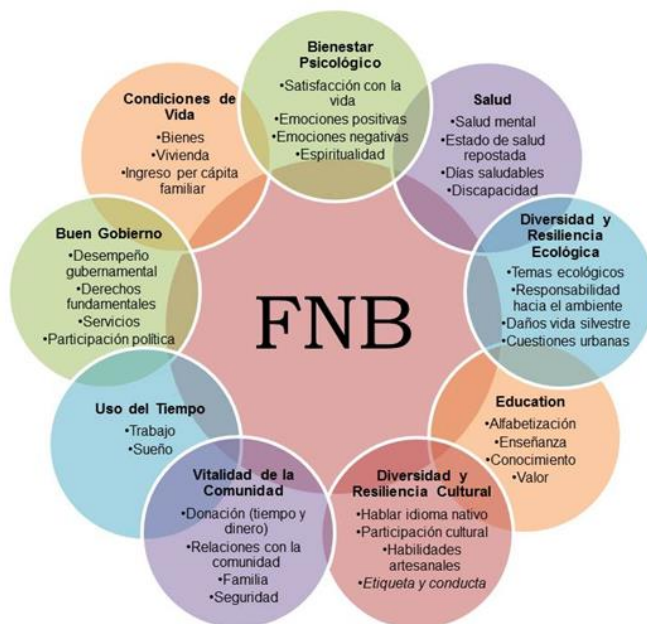 Bienestar
Psicológico
•Satisfacción con la
vida
•Emociones positivas
•Emociones negativas
•Espiritualidad
Salud
•Salud mental
•Estado de salud
repostada
•Días saludables
•Discapacidad
Diversidad y
Resiliencia
Ecológica
•Temas ecológicos
•Responsabilidad
hacia el ambiente
•Daños vida silvestre
•Cuestiones urbanas
Education
•Alfabetización
•Enseñanza
•Conocimiento
•Valor
Diversidad y
Resiliencia Cultural
•Hablar idioma nativo
•Participación cultural
•Habilidades
artesanales
•Etiqueta y conducta
Vitalidad de la
Comunidad
•Donación (tiempo y
dinero)
•Relaciones con la
comunidad
•Familia
•Seguridad
Uso del Tiempo
•Trabajo
•Sueño
Buen Gobierno
•Desempeño
gubernamental
•Derechos
fundamentales
•Servicios
•Participación política
Condiciones de
Vida
•Bienes
•Vivienda
•Ingreso per cápita
familiar
FNB